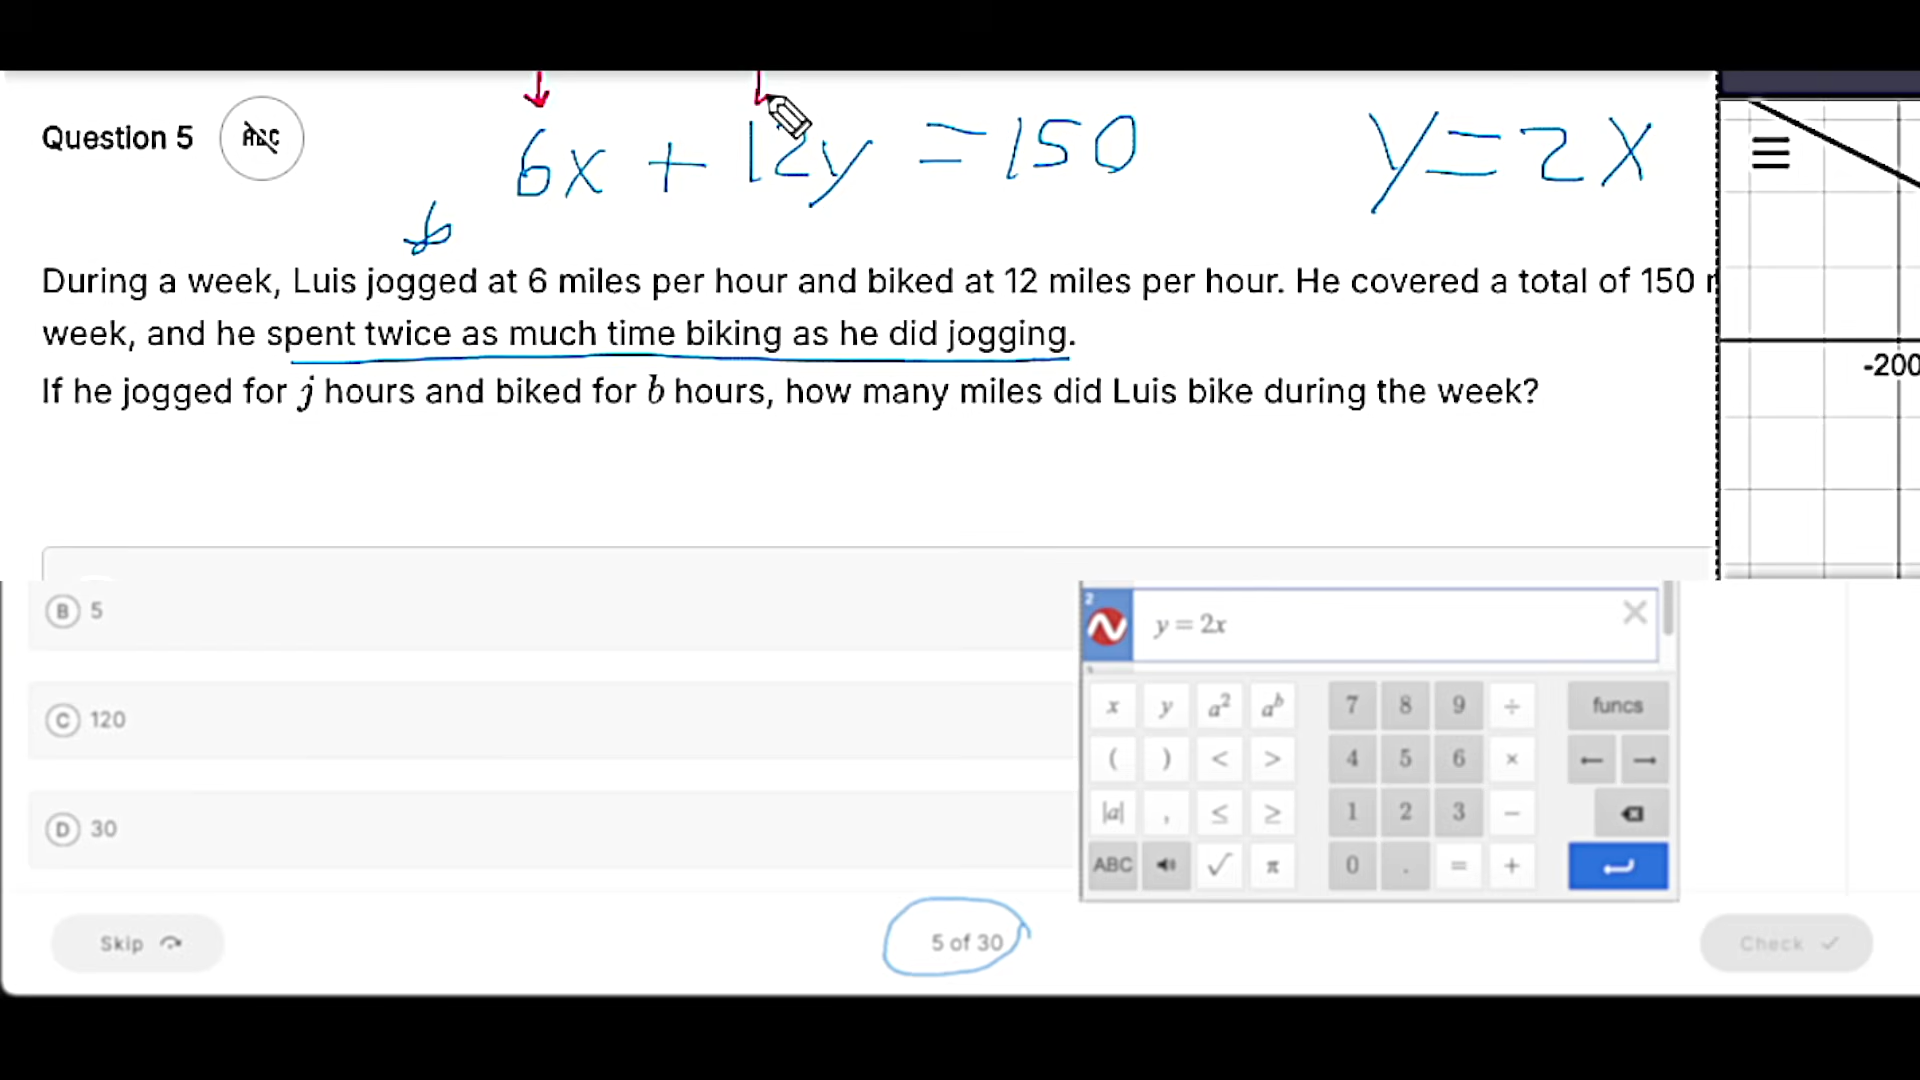 Question 5
ABC
6x + 12y = 150
y = 2x
During a week, Luis jogged at 6 miles per hour and biked at 12 miles per hour. He covered a total of 150
week, and he spent twice as much time biking as he did jogging.
If he jogged for j hours and biked for b hours, how many miles did Luis bike during the week?
-200
B 5
C 120
D 30
2
y = 2x
x y a² aᵇ 7 8 9 ÷ funcs
( ) < > 4 5 6 × ← →
|a| , ≤ ≥ 1 2 3 −
ABC √ π 0 . = +
Skip
5 of 30
Check